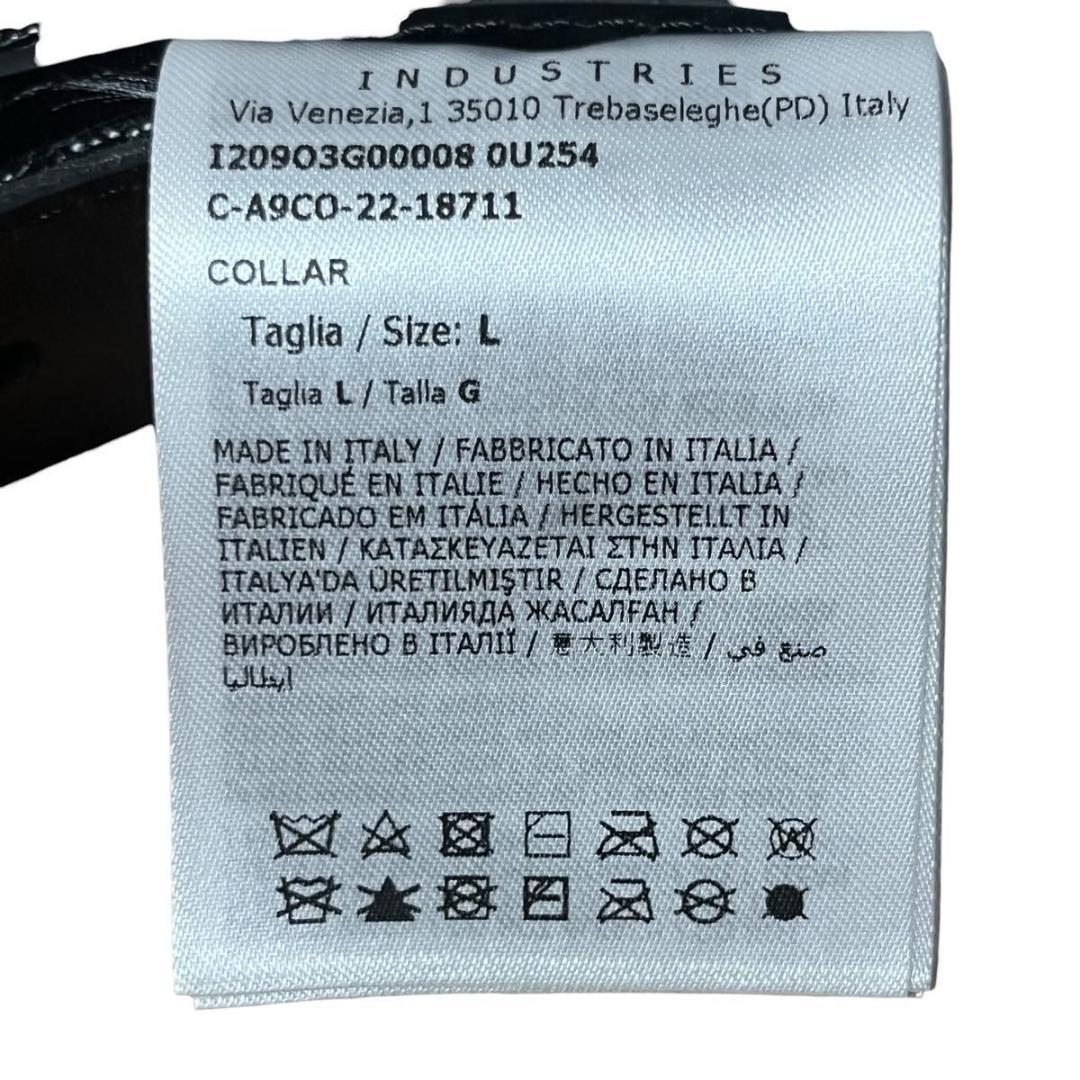 INDUSTRIES
Via Venezia,1 35010 Trebaseleghe(PD) Italy
I209O3G00008 0U254
C-A9CO-22-18711
COLLAR
Taglia / Size: L
Taglia L / Talla G
MADE IN ITALY / FABBRICATO IN ITALIA /
FABRIQUÉ EN ITALIE / HECHO EN ITALIA /
FABRICADO EM ITÁLIA / HERGESTELLT IN
ITALIEN / ΚΑΤΑΣΚΕΥΑΖΕΤΑΙ ΣΤΗΝ ΙΤΑΛΙΑ /
ITALYA'DA ÜRETILMIŞTIR / СДЕЛАНО В
ИТАЛИИ / ИТАЛИЯДА ЖАСАЛҒАН /
ВИРОБЛЕНО В ІТАЛІЇ / 意大利製造 / صنع في
إيطاليا
W